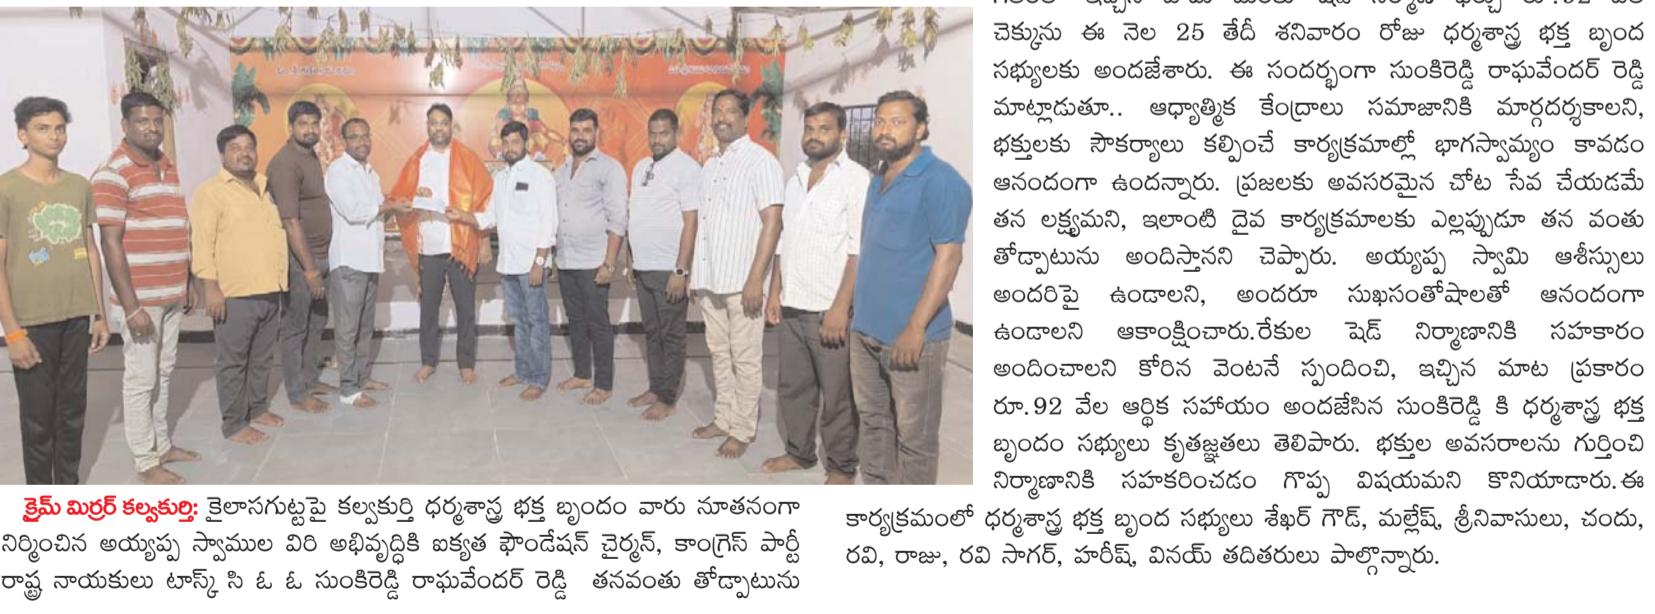 క్రైమ్ మిర్రర్ కల్వకుర్తి: కైలాసగుట్టపై కల్వకుర్తి ధర్మశాస్త్ర భక్త బృందం వారు నూతనంగా
నిర్మించిన అయ్యప్ప స్వాముల విరి అభివృద్ధికి ఐక్యత ఫౌండేషన్ చైర్మన్, కాంగ్రెస్ పార్టీ
రాష్ట్ర నాయకులు టాస్క్ సి ఓ ఓ సుంకిరెడ్డి రాఘవేందర్ రెడ్డి తనవంతు తోడ్పాటును
చెక్కును ఈ నెల 25 తేదీ శనివారం రోజు ధర్మశాస్త్ర భక్త బృంద
సభ్యులకు అందజేశారు. ఈ సందర్భంగా సుంకిరెడ్డి రాఘవేందర్ రెడ్డి
మాట్లాడుతూ.. ఆధ్యాత్మిక కేంద్రాలు సమాజానికి మార్గదర్శకాలని,
భక్తులకు సౌకర్యాలు కల్పించే కార్యక్రమాల్లో భాగస్వామ్యం కావడం
ఆనందంగా ఉందన్నారు. ప్రజలకు అవసరమైన చోట సేవ చేయడమే
తన లక్ష్యమని, ఇలాంటి దైవ కార్యక్రమాలకు ఎల్లప్పుడూ తన వంతు
తోడ్పాటును అందిస్తానని చెప్పారు. అయ్యప్ప స్వామి ఆశీస్సులు
అందరిపై ఉండాలని, అందరూ సుఖసంతోషాలతో ఆనందంగా
ఉండాలని ఆకాంక్షించారు.రేకుల షెడ్ నిర్మాణానికి సహకారం
అందించాలని కోరిన వెంటనే స్పందించి, ఇచ్చిన మాట ప్రకారం
రూ.92 వేల ఆర్థిక సహాయం అందజేసిన సుంకిరెడ్డి కి ధర్మశాస్త్ర భక్త
బృందం సభ్యులు కృతజ్ఞతలు తెలిపారు. భక్తుల అవసరాలను గుర్తించి
నిర్మాణానికి సహకరించడం గొప్ప విషయమని కొనియాడారు.ఈ
కార్యక్రమంలో ధర్మశాస్త్ర భక్త బృంద సభ్యులు శేఖర్ గౌడ్, మల్లేష్, శ్రీనివాసులు, చందు,
రవి, రాజు, రవి సాగర్, హరీష్, వినయ్ తదితరులు పాల్గొన్నారు.